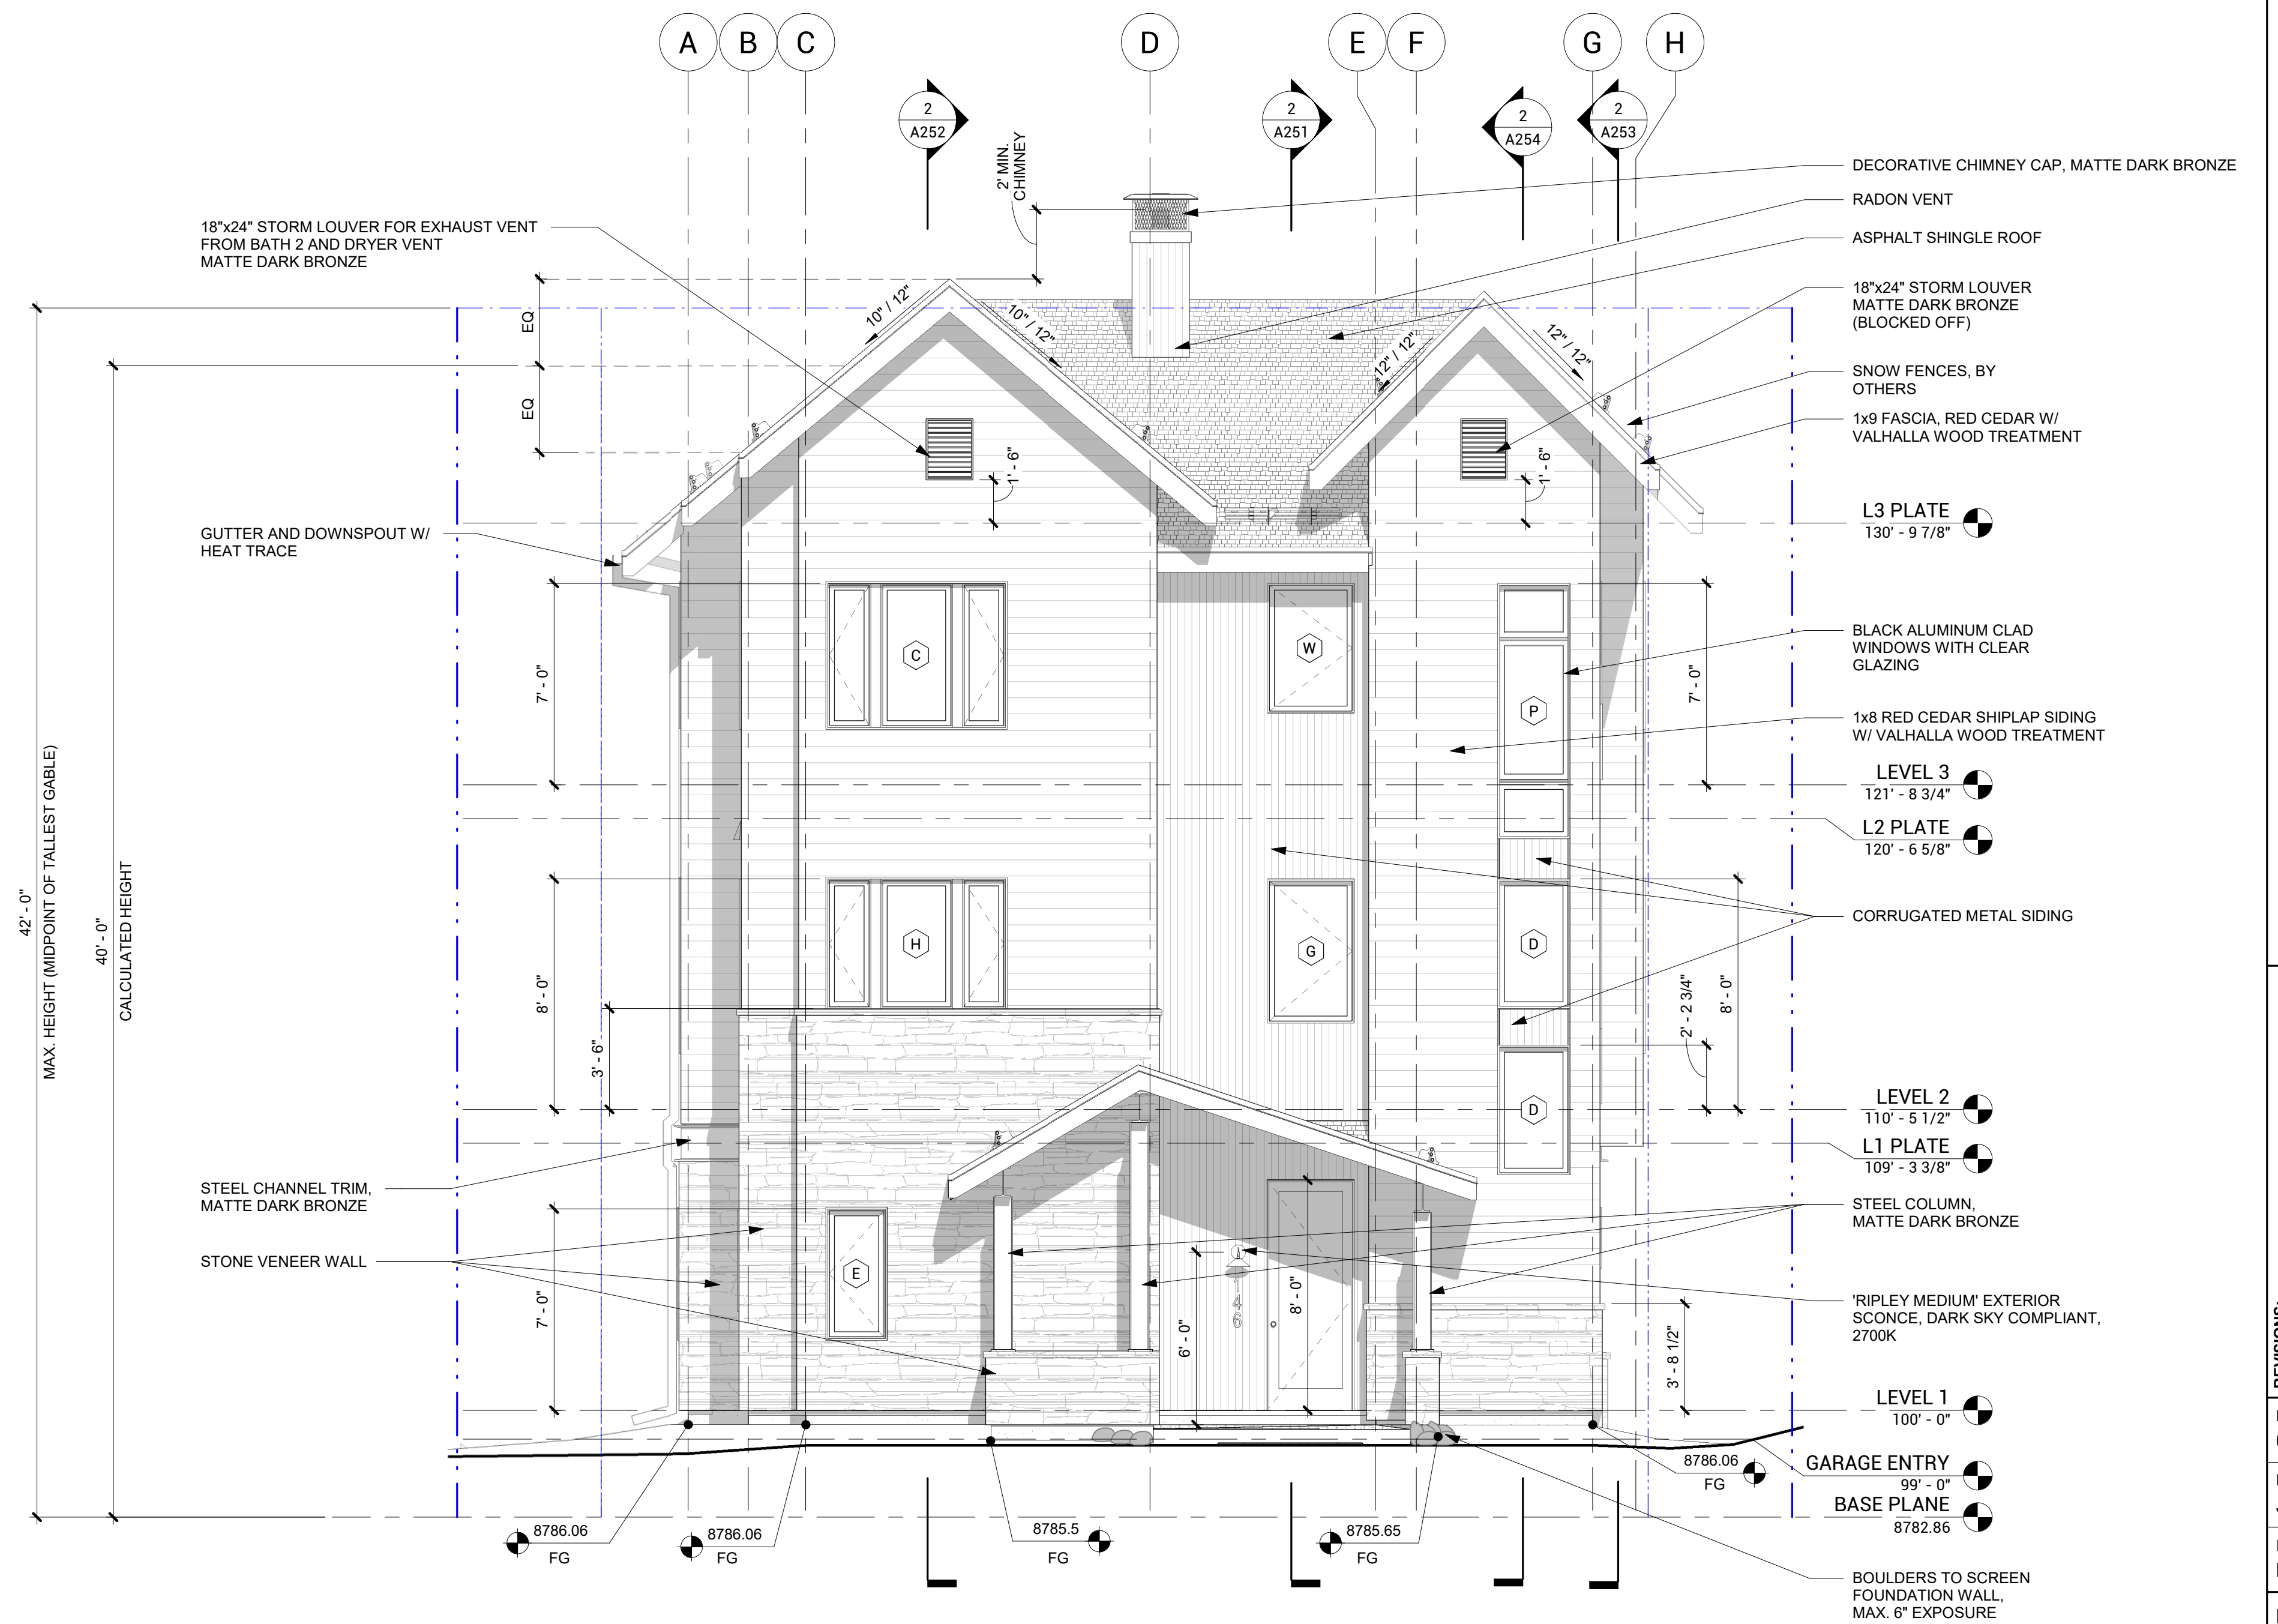 A B C D E F G H
2
A252
2
A251
2
A254
2
A253
2' MIN.
CHIMNEY
18"x24" STORM LOUVER FOR EXHAUST VENT
FROM BATH 2 AND DRYER VENT
MATTE DARK BRONZE
DECORATIVE CHIMNEY CAP, MATTE DARK BRONZE
RADON VENT
ASPHALT SHINGLE ROOF
18"x24" STORM LOUVER
MATTE DARK BRONZE
(BLOCKED OFF)
SNOW FENCES, BY
OTHERS
1x9 FASCIA, RED CEDAR W/
VALHALLA WOOD TREATMENT
EQ
EQ
10" / 12"
10" / 12"
12" / 12"
12" / 12"
1' - 6"
1' - 6"
L3 PLATE
130' - 9 7/8"
GUTTER AND DOWNSPOUT W/
HEAT TRACE
7' - 0"
C
W
P
7' - 0"
BLACK ALUMINUM CLAD
WINDOWS WITH CLEAR
GLAZING
1x8 RED CEDAR SHIPLAP SIDING
W/ VALHALLA WOOD TREATMENT
LEVEL 3
121' - 8 3/4"
L2 PLATE
120' - 6 5/8"
42' - 0"
MAX. HEIGHT (MIDPOINT OF TALLEST GABLE)
40' - 0"
CALCULATED HEIGHT
8' - 0"
3' - 6"
H
G
D
D
CORRUGATED METAL SIDING
2' - 2 3/4"
8' - 0"
LEVEL 2
110' - 5 1/2"
L1 PLATE
109' - 3 3/8"
STEEL CHANNEL TRIM,
MATTE DARK BRONZE
STONE VENEER WALL
7' - 0"
E
6' - 0"
146
8' - 0"
3' - 8 1/2"
STEEL COLUMN,
MATTE DARK BRONZE
'RIPLEY MEDIUM' EXTERIOR
SCONCE, DARK SKY COMPLIANT,
2700K
LEVEL 1
100' - 0"
GARAGE ENTRY
99' - 0"
BASE PLANE
8782.86
8786.06
FG
8786.06
FG
8785.5
FG
8785.65
FG
8786.06
FG
BOULDERS TO SCREEN
FOUNDATION WALL,
MAX. 6" EXPOSURE
REVISIONS: